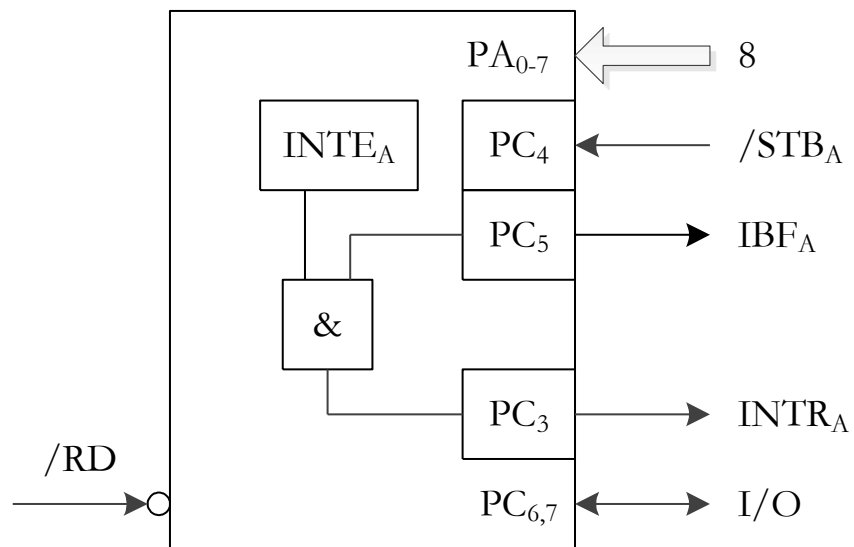 PA0-7 8
INTEA PC4 /STBA
PC5 IBFA
&
PC3 INTRA
/RD
PC6,7 I/O